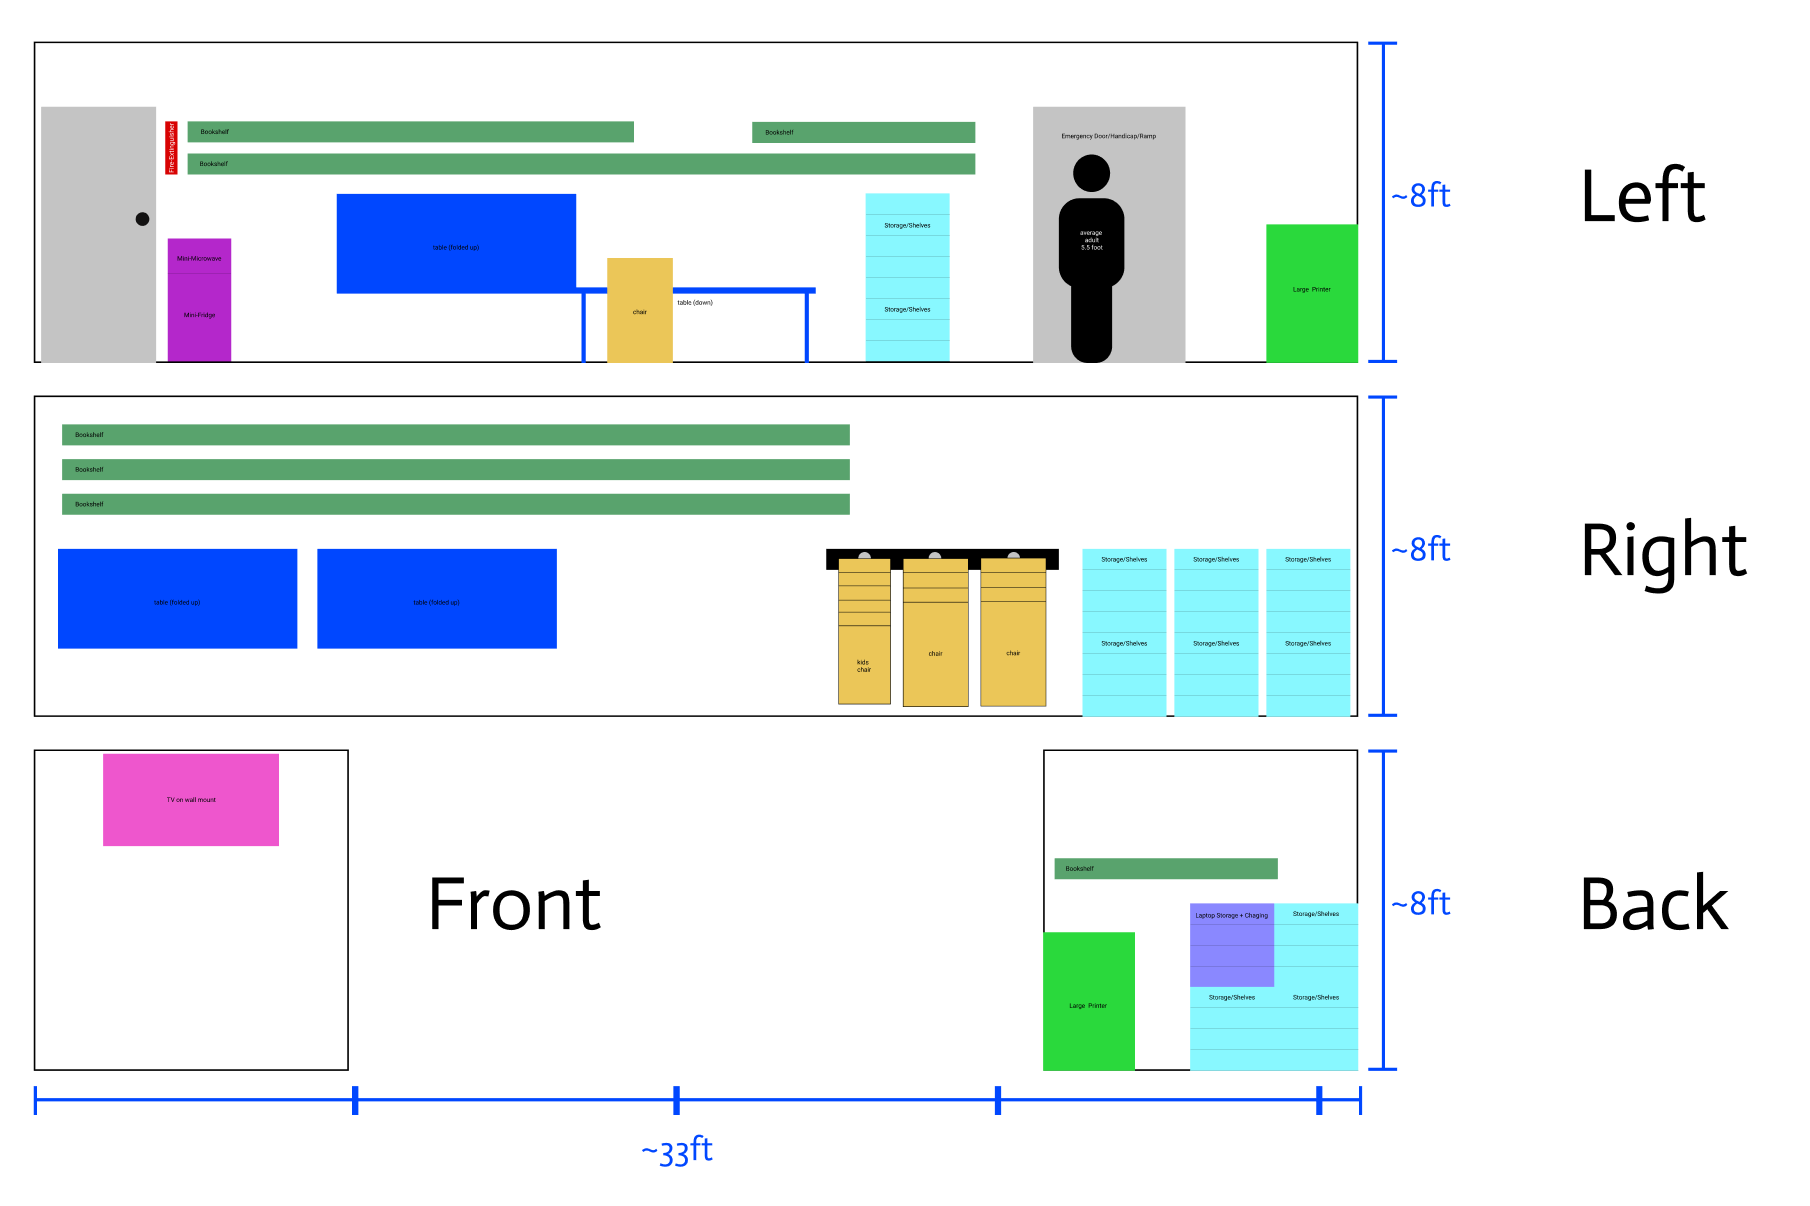 Fire-Extinguisher
Bookshelf
Bookshelf
Bookshelf
Emergency Door/Handicap/Ramp
average
adult
5.5 foot
~8ft
Left
Mini-Microwave
Mini-Fridge
table (folded up)
chair
table (down)
Storage/Shelves
Storage/Shelves
Large Printer
Bookshelf
Bookshelf
Bookshelf
~8ft
Right
table (folded up)
table (folded up)
kids
chair
chair
chair
Storage/Shelves
Storage/Shelves
Storage/Shelves
Storage/Shelves
Storage/Shelves
Storage/Shelves
TV on wall mount
Front
Bookshelf
Laptop Storage + Chaging
Storage/Shelves
Storage/Shelves
Storage/Shelves
Large Printer
~8ft
Back
~33ft